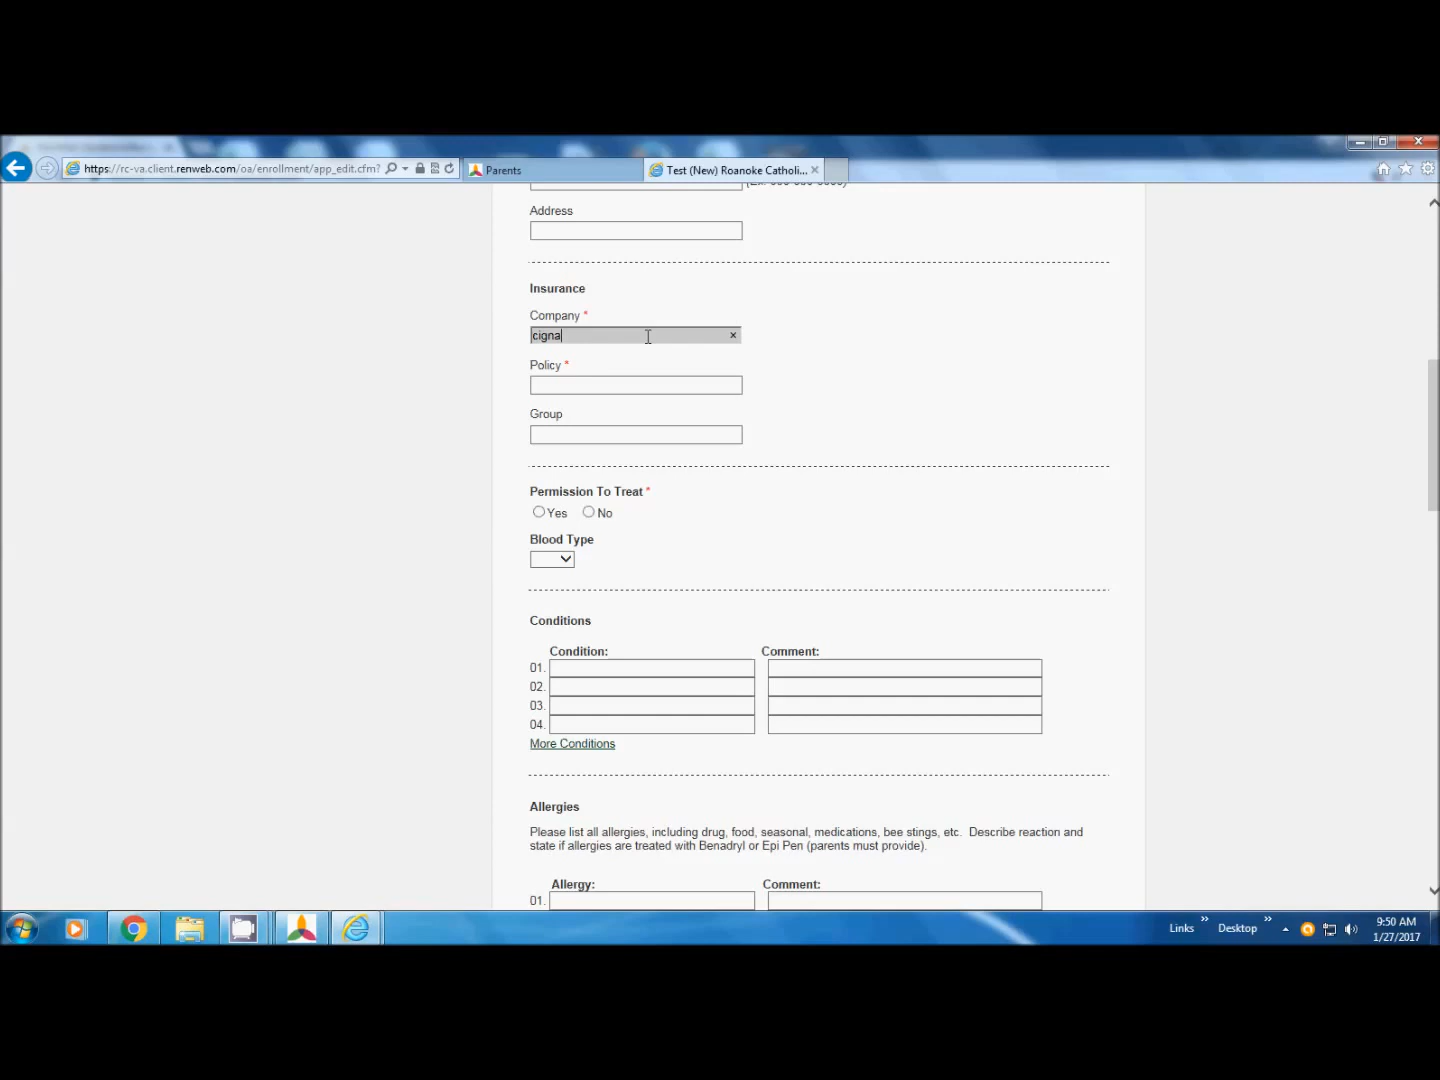 https://rc-va.client.renweb.com/oa/enrollment/app_edit.cfm?
Parents
Test (New) Roanoke Catholi...
Address
Insurance
Company *
cigna
Policy *
Group
Permission To Treat *
Yes No
Blood Type
Conditions
Condition: Comment:
01.
02.
03.
04.
More Conditions
Allergies
Please list all allergies, including drug, food, seasonal, medications, bee stings, etc. Describe reaction and
state if allergies are treated with Benadryl or Epi Pen (parents must provide).
Allergy: Comment:
01.
Links
Desktop
9:50 AM
1/27/2017